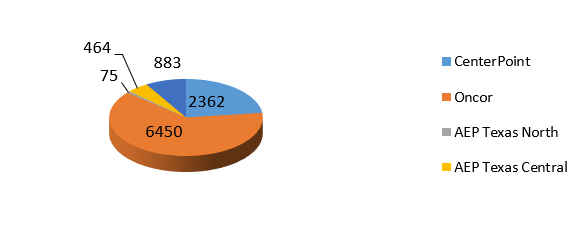 464
883
75
2362
6450
CenterPoint
Oncor
AEP Texas North
AEP Texas Central